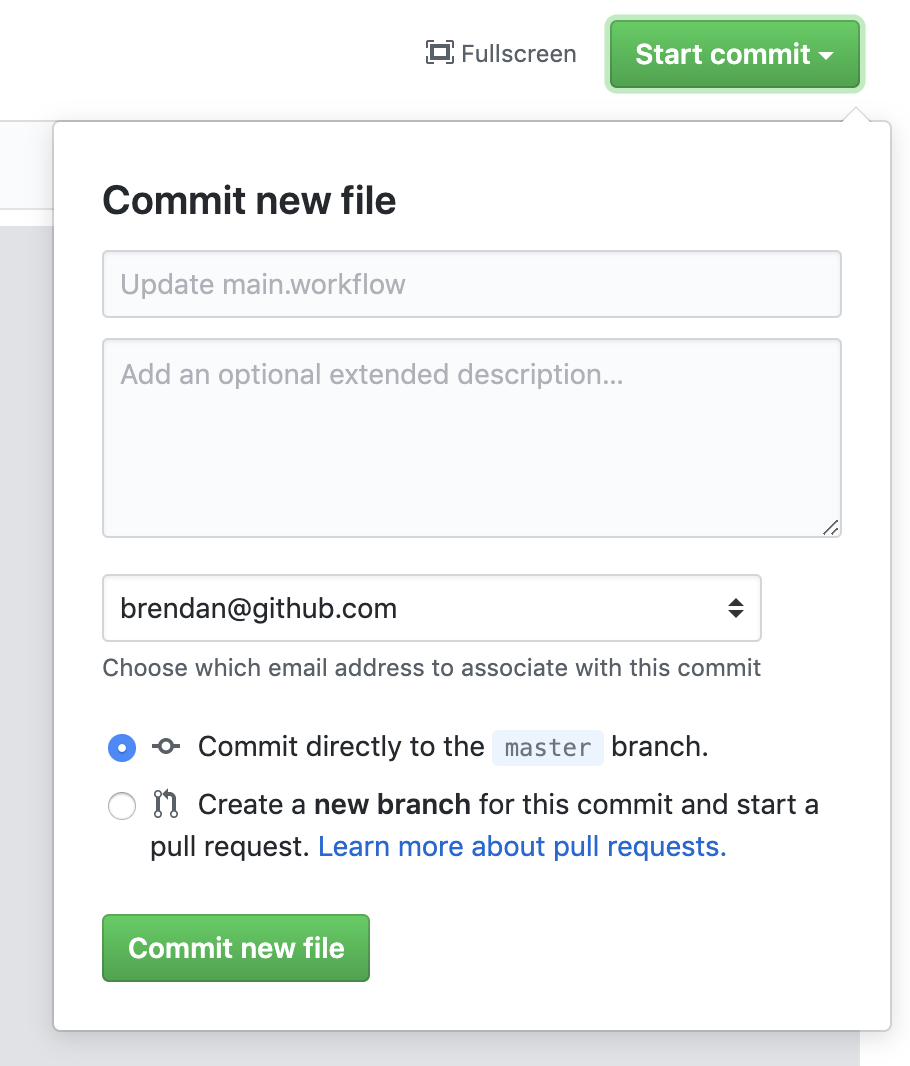 Fullscreen
Start commit
Commit new file
Update main.workflow
Add an optional extended description...
brendan@github.com
Choose which email address to associate with this commit
Commit directly to the master branch.
Create a new branch for this commit and start a
pull request. Learn more about pull requests.
Commit new file